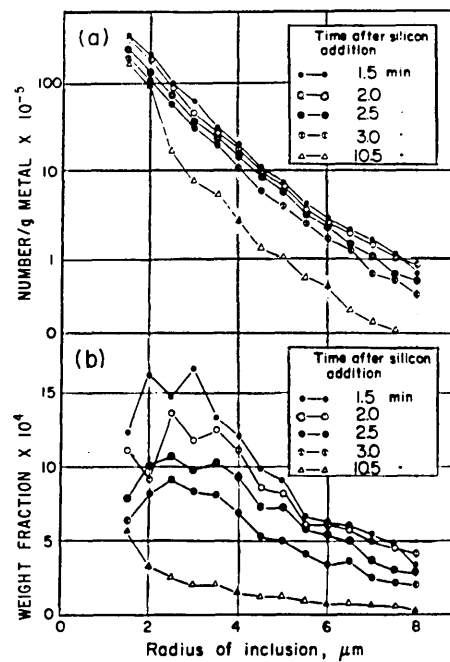 (a)
Time after silicon
addition
1.5 min
2.0 "
2.5 "
3.0 "
10.5 "
100
10
1
0
NUMBER/g METAL X 10⁻⁵
(b)
Time after silicon
addition
1.5 min
2.0 "
2.5 "
3.0 "
10.5 "
15
10
5
0
WEIGHT FRACTION X 10⁴
0 2 4 6 8
Radius of inclusion, μm